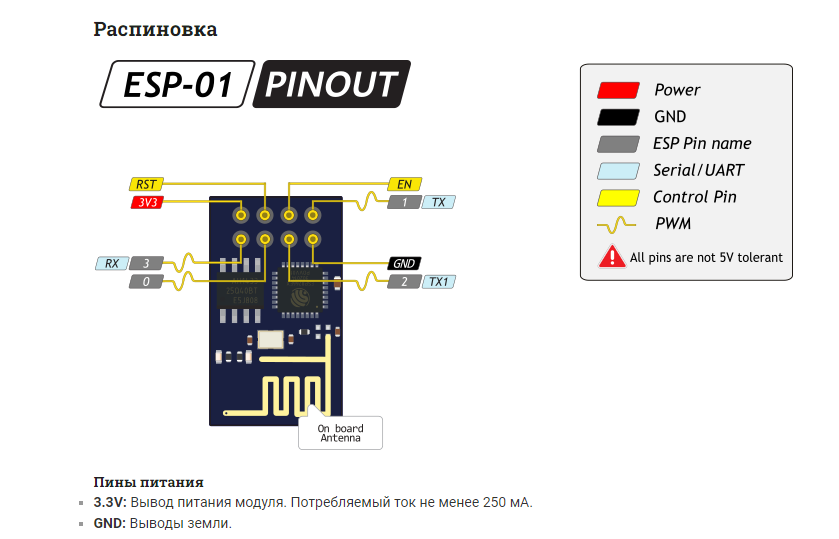 Распиновка
ESP-01 PINOUT
Power
GND
ESP Pin name
Serial/UART
Control Pin
PWM
All pins are not 5V tolerant
RST
EN
3V3
1 TX
RX 3
GND
0
2 TX1
On board
Antenna
Пины питания
3.3V: Вывод питания модуля. Потребляемый ток не менее 250 мА.
GND: Выводы земли.